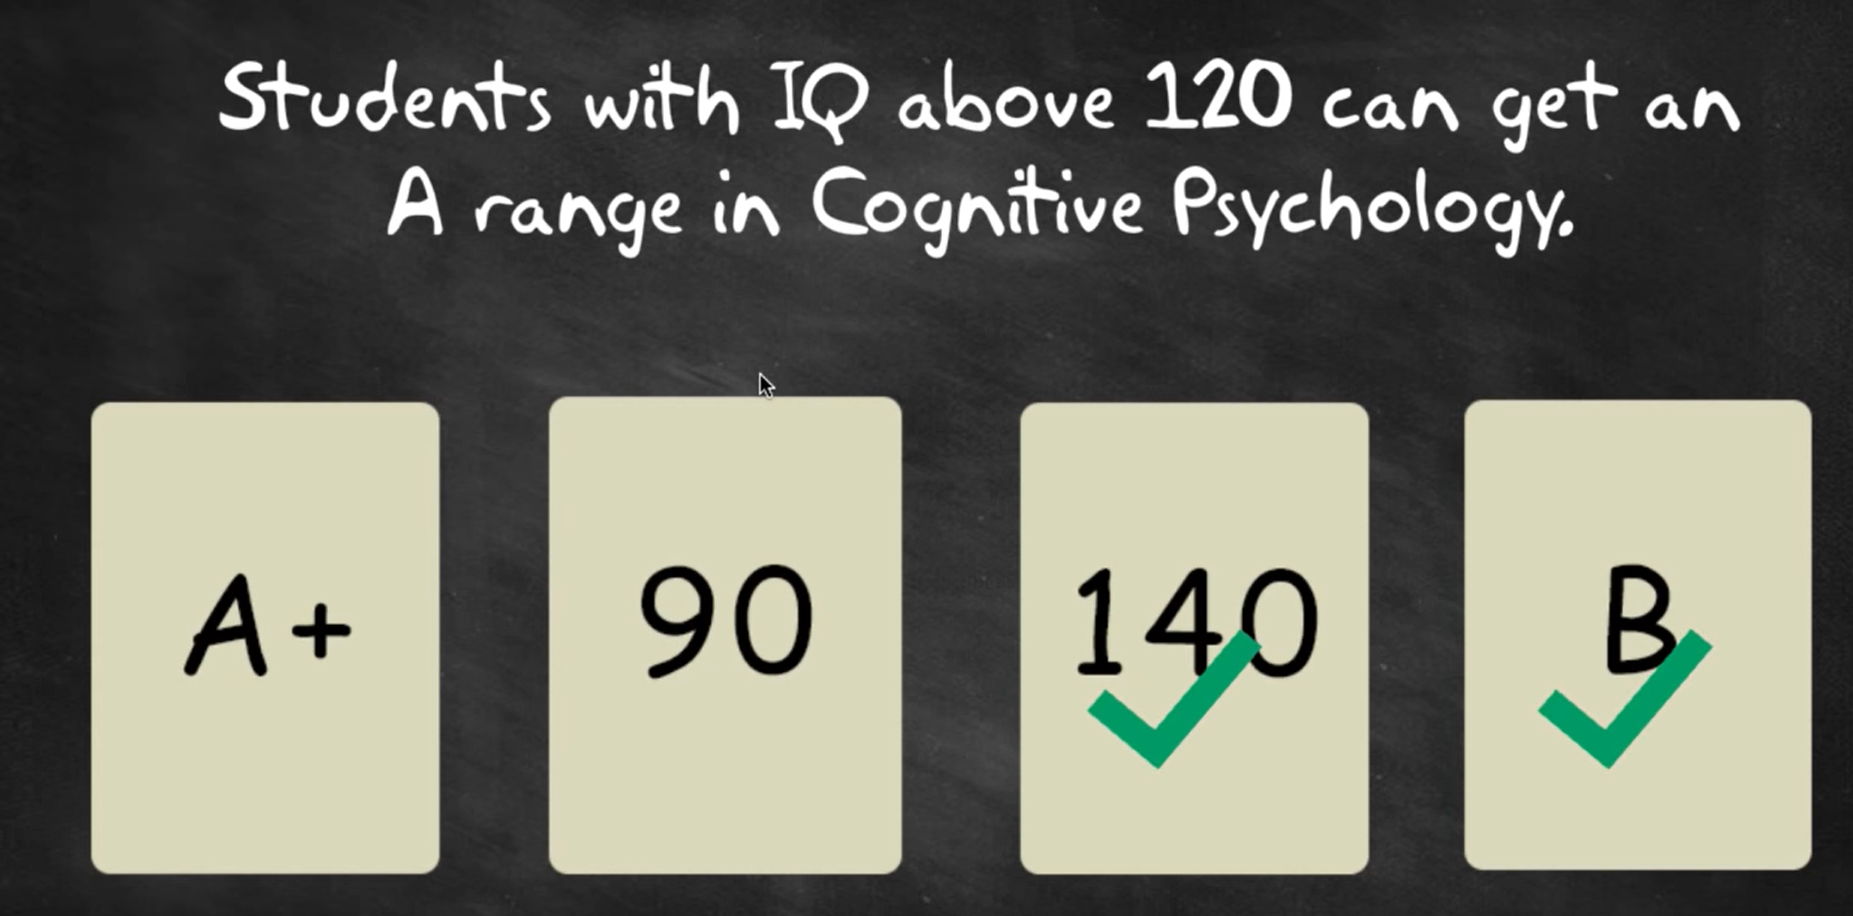 Students with IQ above 120 can get an
A range in Cognitive Psychology.
A+
90
140
B